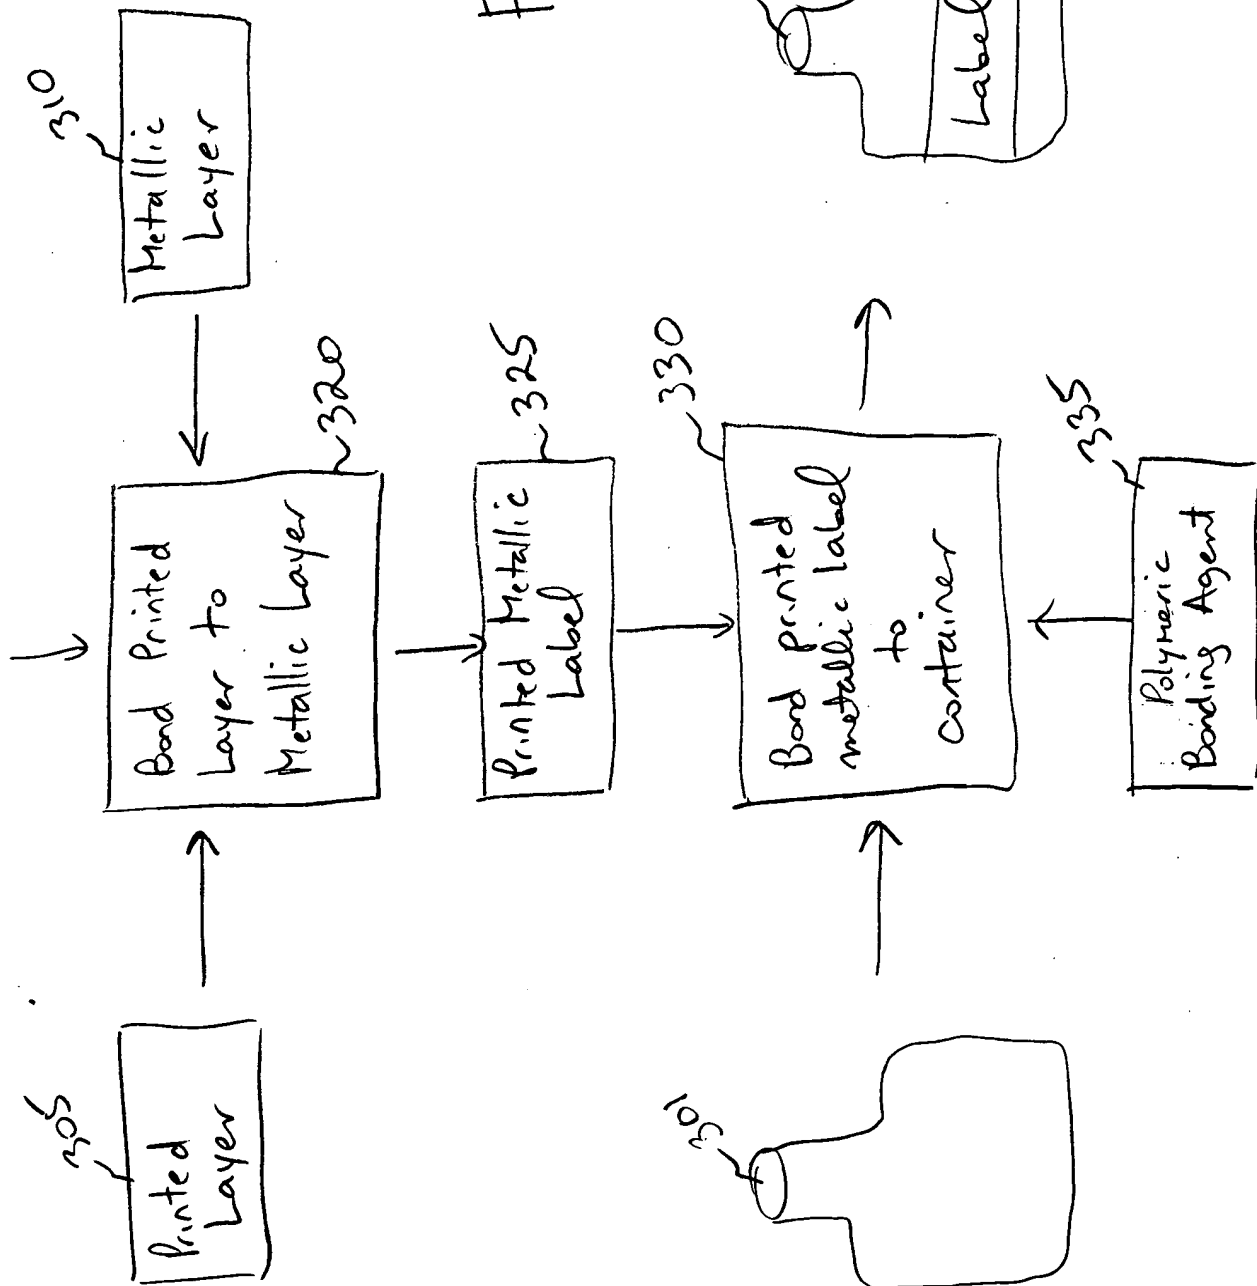 305
Printed
Layer
Bond Printed
Layer to
Metallic Layer
320
310
Metallic
Layer
Printed Metallic
Label
325
F
301
330
Bond printed
metallic label
to
container
Label
335
Polymeric
Bonding Agent